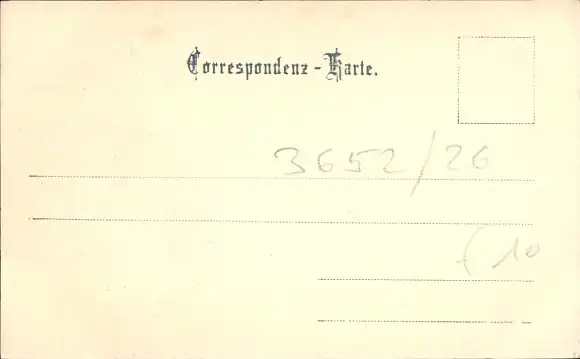 Correspondenz-Karte.
3652/26
€ 10